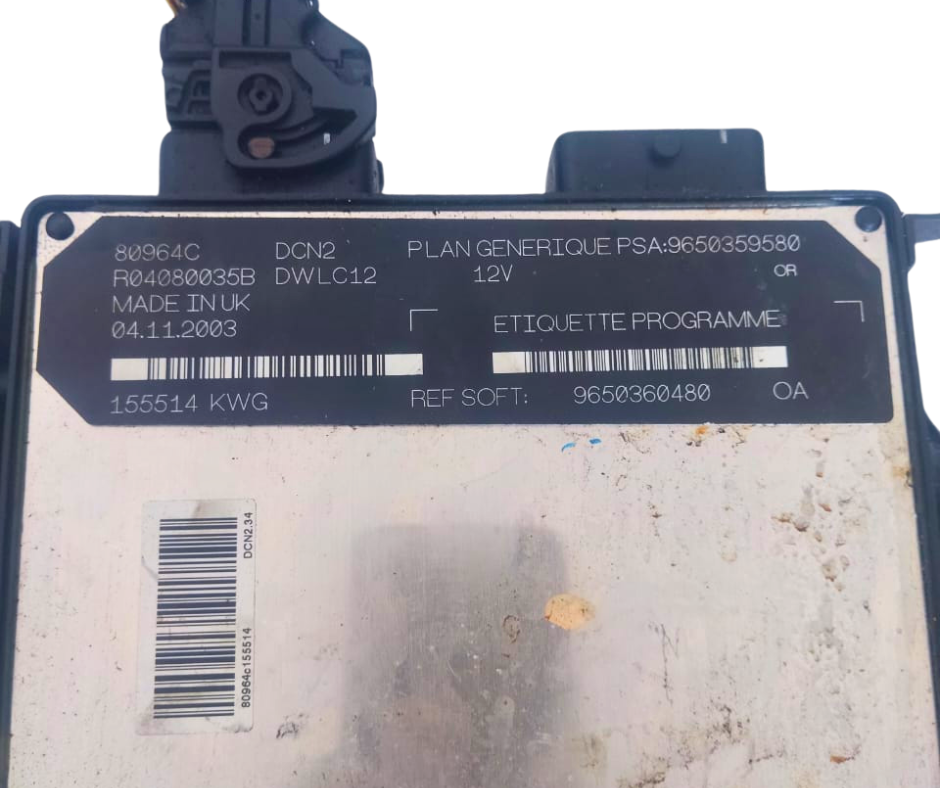 80964C DCN2 PLAN GENERIQUE PSA:9650359580
R04080035B DWLC12 12V OR
MADE IN UK
04.11.2003
ETIQUETTE PROGRAMME
155514 KWG REF SOFT: 9650360480 OA
80964c155514 DCN2.34